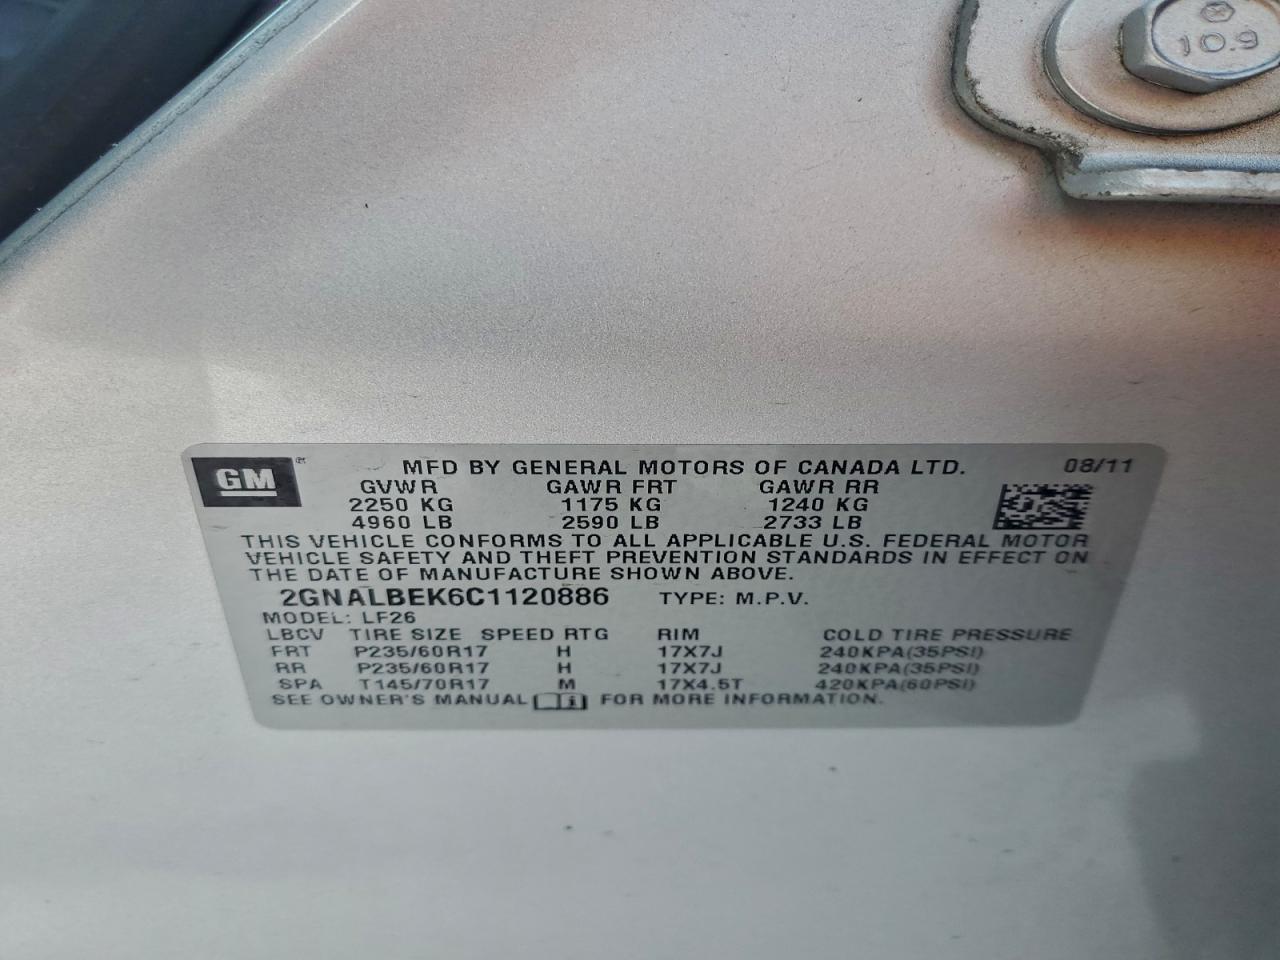 10.9
GM
MFD BY GENERAL MOTORS OF CANADA LTD. 08/11
GVWR GAWR FRT GAWR RR
2250 KG 1175 KG 1240 KG
4960 LB 2590 LB 2733 LB
THIS VEHICLE CONFORMS TO ALL APPLICABLE U.S. FEDERAL MOTOR
VEHICLE SAFETY AND THEFT PREVENTION STANDARDS IN EFFECT ON
THE DATE OF MANUFACTURE SHOWN ABOVE.
2GNALBEK6C1120886 TYPE: M.P.V.
MODEL: LF26
LBCV TIRE SIZE SPEED RTG RIM COLD TIRE PRESSURE
FRT P235/60R17 H 17X7J 240KPA(35PSI)
RR P235/60R17 H 17X7J 240KPA(35PSI)
SPA T145/70R17 M 17X4.5T 420KPA(60PSI)
SEE OWNER'S MANUAL FOR MORE INFORMATION.